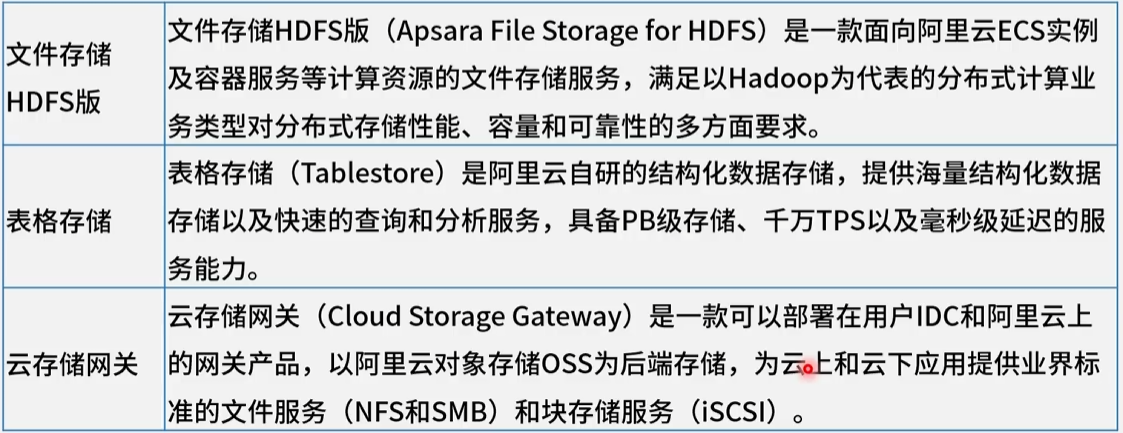 文件存储
HDFS版
文件存储HDFS版（Apsara File Storage for HDFS）是一款面向阿里云ECS实例
及容器服务等计算资源的文件存储服务，满足以Hadoop为代表的分布式计算业
务类型对分布式存储性能、容量和可靠性的多方面要求。
表格存储
表格存储（Tablestore）是阿里云自研的结构化数据存储，提供海量结构化数据
存储以及快速的查询和分析服务，具备PB级存储、千万TPS以及毫秒级延迟的服
务能力。
云存储网关
云存储网关（Cloud Storage Gateway）是一款可以部署在用户IDC和阿里云上
的网关产品，以阿里云对象存储OSS为后端存储，为云上和云下应用提供业界标
准的文件服务（NFS和SMB）和块存储服务（iSCSI）。